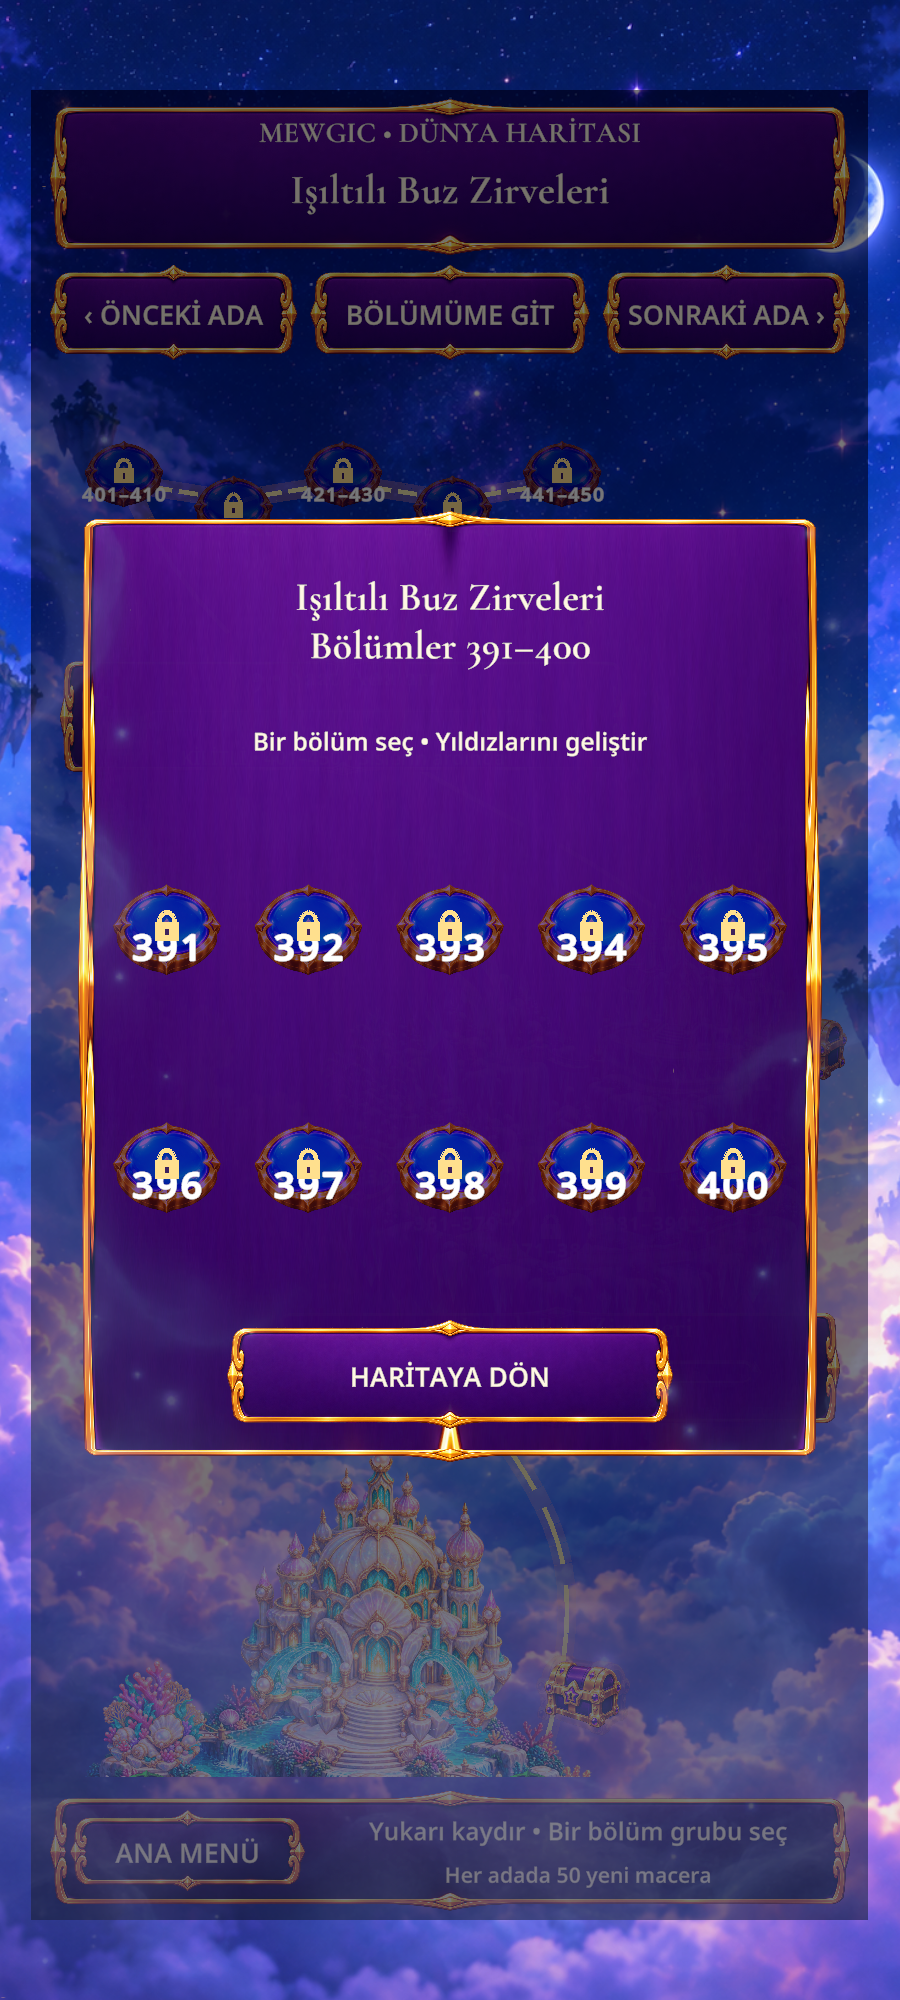 MEWGIC • DÜNYA HARİTASI
Işıltılı Buz Zirveleri
‹ ÖNCEKİ ADA
BÖLÜMÜME GİT
SONRAKİ ADA ›
401–410
421–430
441–450
Işıltılı Buz Zirveleri
Bölümler 391–400
Bir bölüm seç • Yıldızlarını geliştir
391 392 393 394 395
396 397 398 399 400
HARİTAYA DÖN
ANA MENÜ
Yukarı kaydır • Bir bölüm grubu seç
Her adada 50 yeni macera